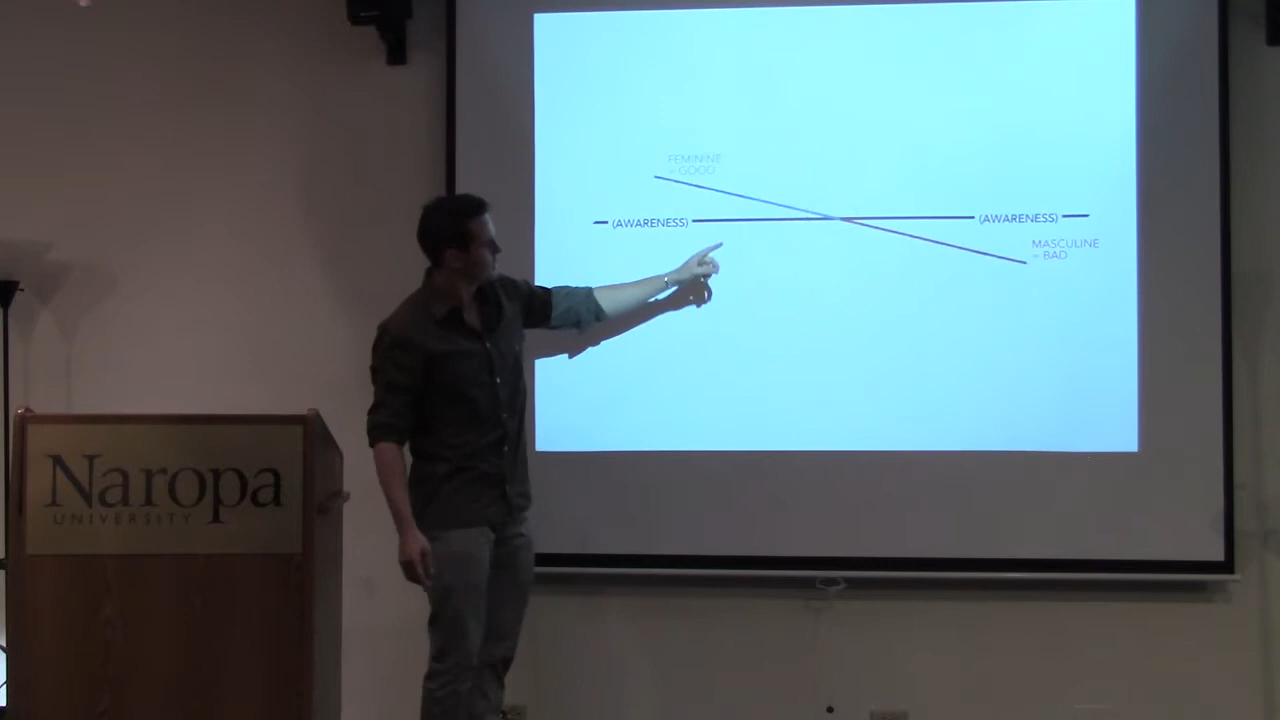 FEMININE
= GOOD
(AWARENESS)
(AWARENESS)
MASCULINE
= BAD
Naropa
UNIVERSITY